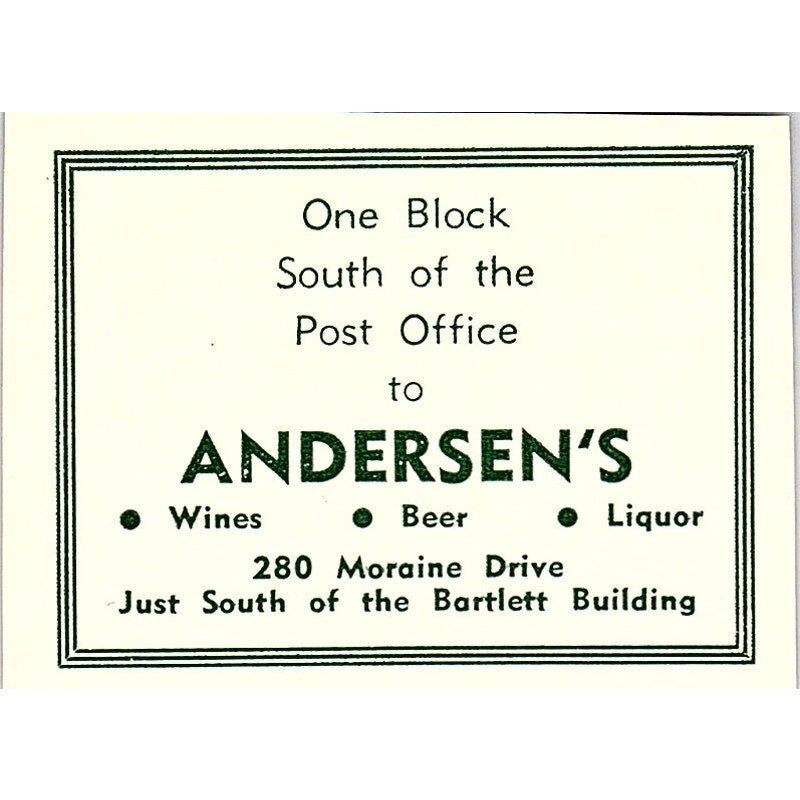 One Block
South of the
Post Office
to
ANDERSEN'S
• Wines • Beer • Liquor
280 Moraine Drive
Just South of the Bartlett Building